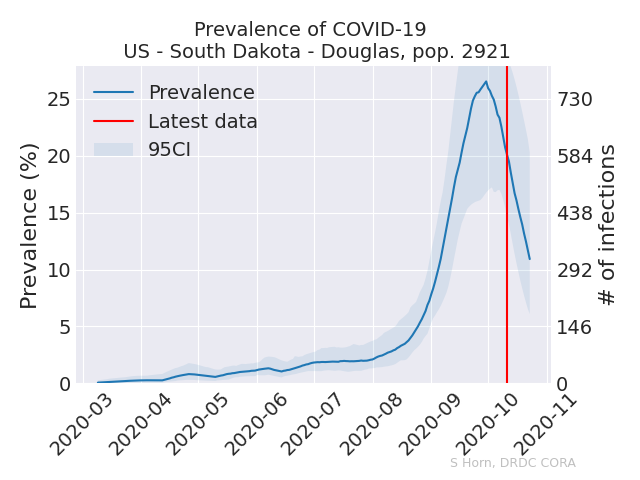 Prevalence of COVID-19
US - South Dakota - Douglas, pop. 2921
Prevalence
Latest data
95CI
Prevalence (%)
25
20
15
10
5
0
730
584
438
292
146
0
# of infections
2020-03
2020-04
2020-05
2020-06
2020-07
2020-08
2020-09
2020-10
2020-11
S Horn, DRDC CORA